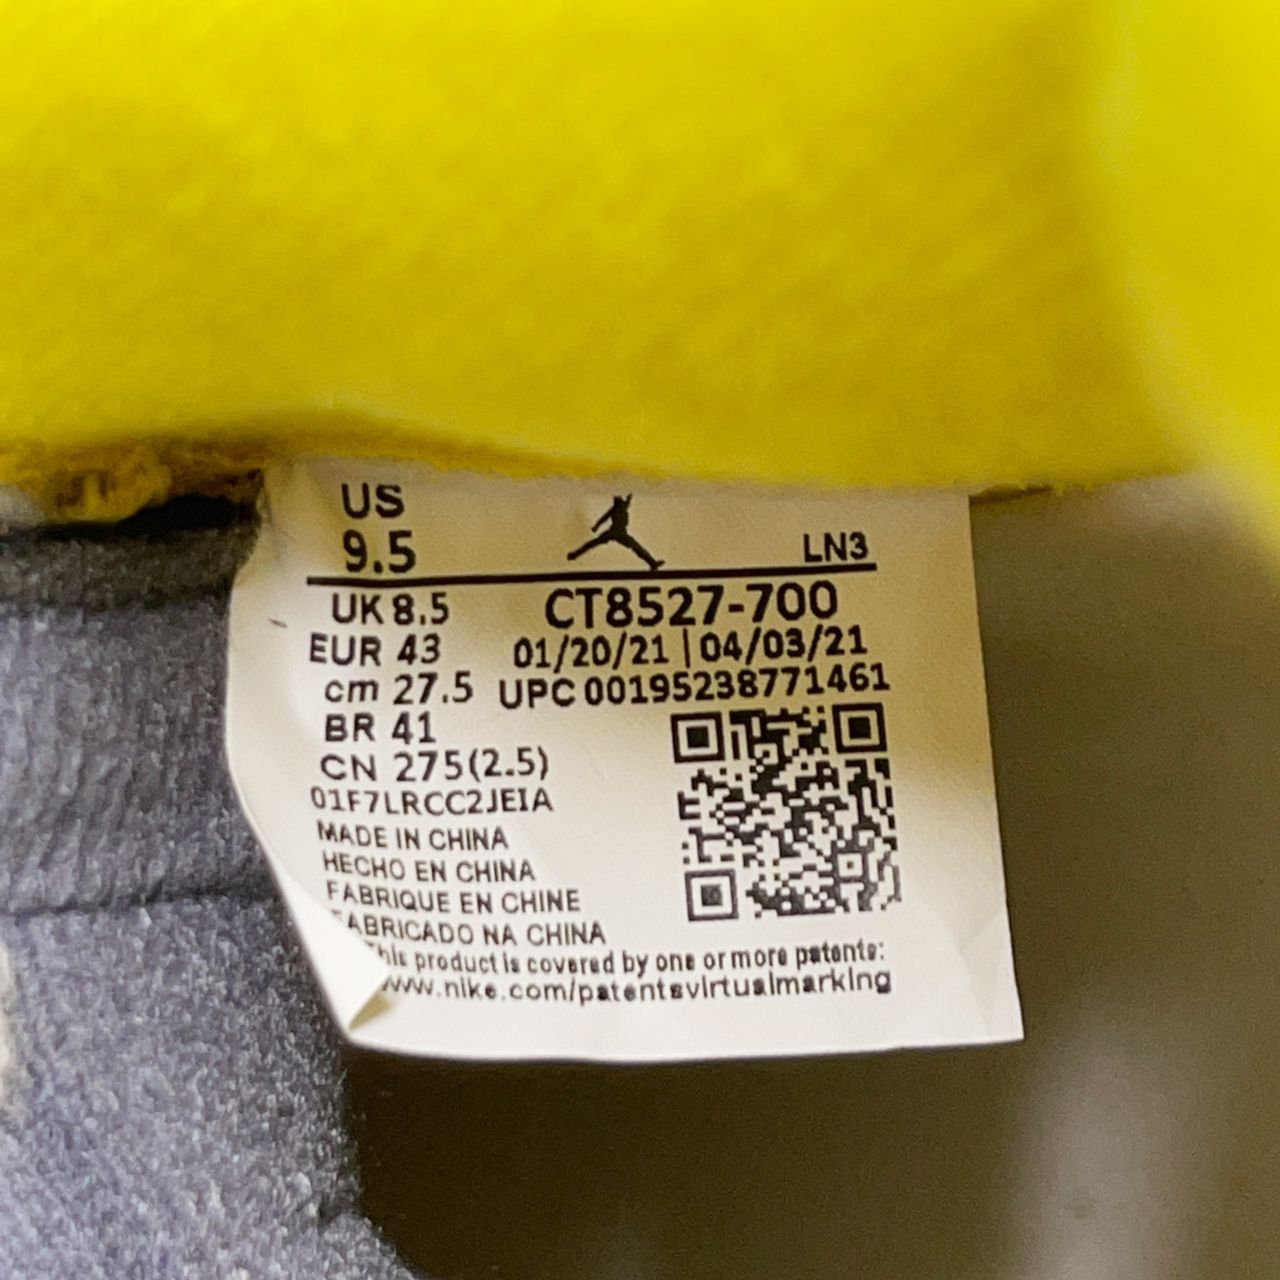 US
9.5
LN3
UK 8.5
CT8527-700
EUR 43
01/20/21 | 04/03/21
cm 27.5
UPC 00195238771461
BR 41
CN 275(2.5)
01F7LRCC2JEIA
MADE IN CHINA
HECHO EN CHINA
FABRIQUE EN CHINE
FABRICADO NA CHINA
This product is covered by one or more patents:
www.nike.com/patentsvirtualmarking